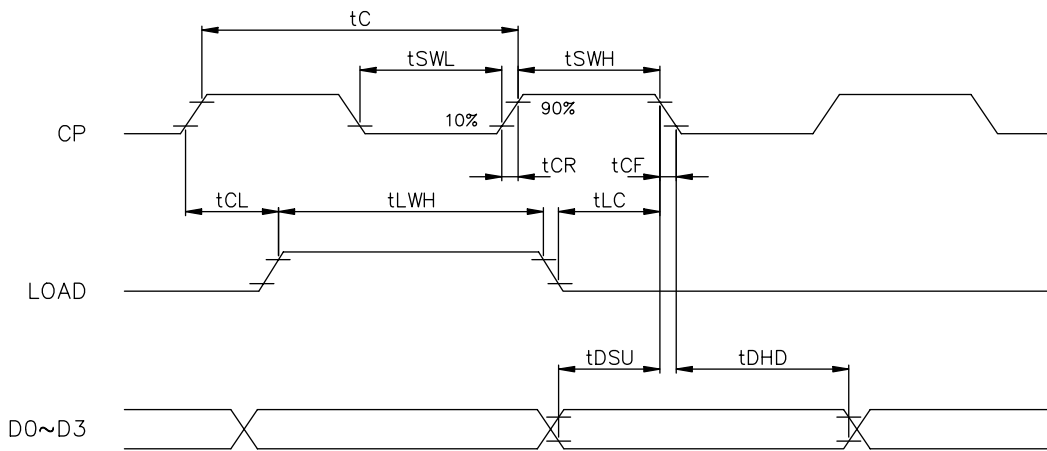 tC
tSWL
tSWH
CP
10%
90%
tCR
tCF
tCL
tLWH
tLC
LOAD
tDSU
tDHD
D0~D3